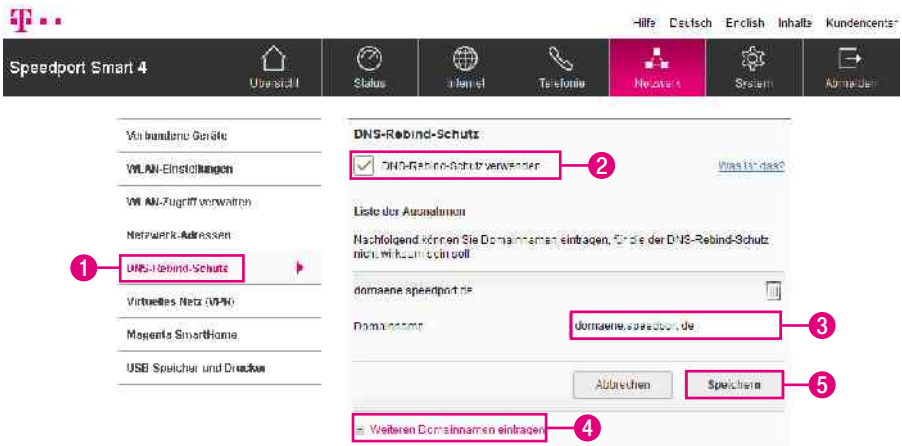 T
Hilfe Deutsch English Inhalte Kundencenter
Speedport Smart 4
Übersicht Status Internet Telefonie Netzwerk System Abmelden
Verbundene Geräte
WLAN-Einstellungen
WLAN-Zugriff verwalten
Netzwerk-Adressen
1 DNS-Rebind-Schutz
Virtuelles Netz (VPN)
Magenta SmartHome
USB-Speicher und Drucker
DNS-Rebind-Schutz
DNS-Rebind-Schutz verwenden 2 Was ist das?
Liste der Ausnahmen
Nachfolgend können Sie Domainnamen eintragen, für die der DNS-Rebind-Schutz
nicht wirksam sein soll.
domaene.speedport.de
Domainname domaene.speedport.de 3
Abbrechen Speichern 5
Weiteren Domainnamen eintragen 4